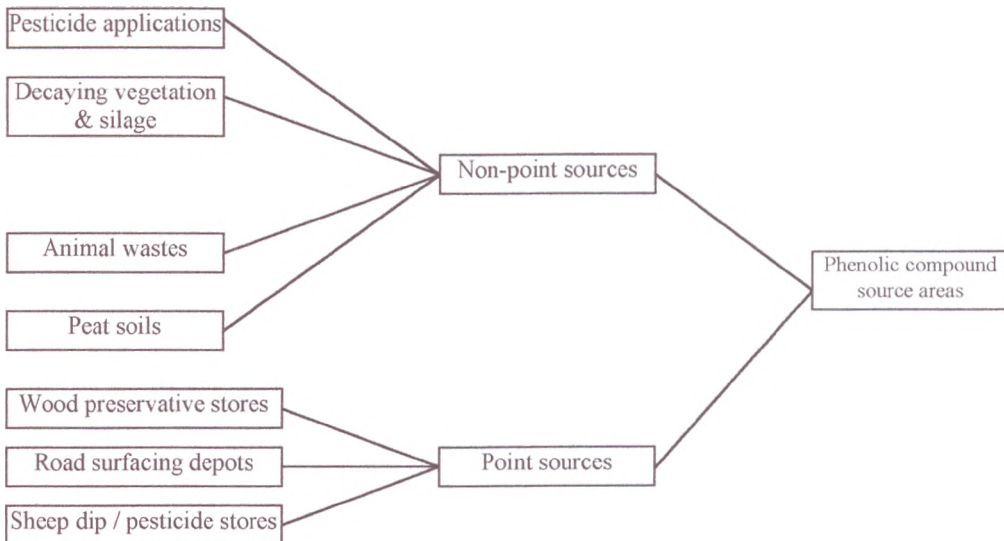 Pesticide applications
Decaying vegetation
& silage
Non-point sources
Animal wastes
Phenolic compound
source areas
Peat soils
Wood preservative stores
Road surfacing depots
Point sources
Sheep dip / pesticide stores